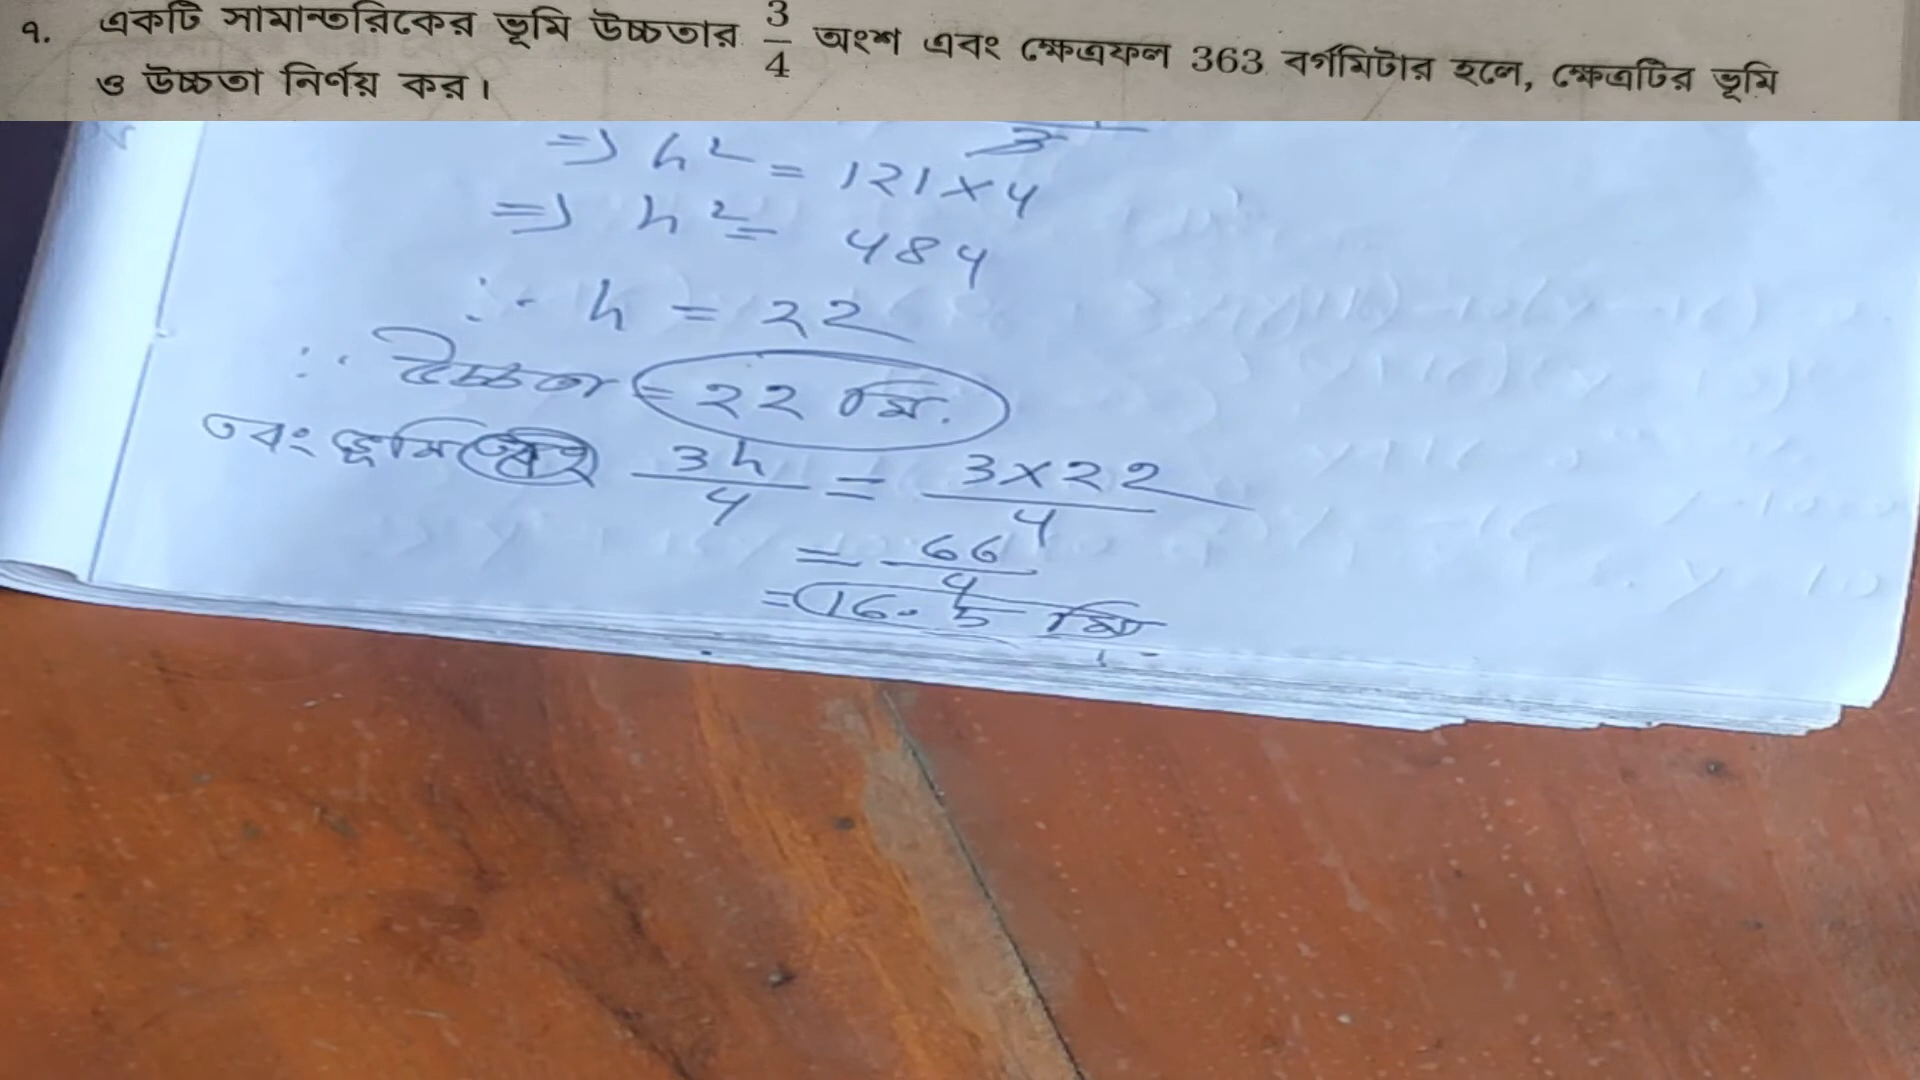 ৭. একটি সামান্তরিকের ভূমি উচ্চতার 3/4 অংশ এবং ক্ষেত্রফল 363 বর্গমিটার হলে, ক্ষেত্রটির ভূমি
ও উচ্চতা নির্ণয় কর।
3
=> h² = 121 × 4
=> h² = 484
∴ h = 22
∴ উচ্চতা = 22 মি.
এবং ভূমি 3h/4 = 3×22/4
= 66/4
= 16.5 মি